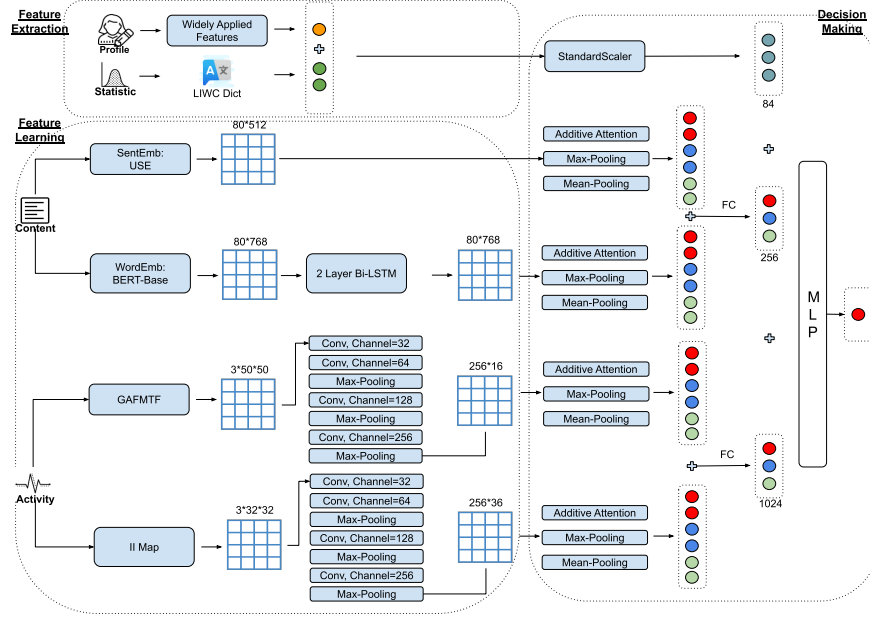 Feature
Extraction
Profile
Widely Applied
Features
Statistic
LIWC Dict
Decision
Making
StandardScaler
84
Feature
Learning
SentEmb:
USE
80*512
Additive Attention
Max-Pooling
Mean-Pooling
Content
FC
256
WordEmb:
BERT-Base
80*768
2 Layer Bi-LSTM
80*768
Additive Attention
Max-Pooling
Mean-Pooling
M
L
P
GAFMTF
3*50*50
Conv, Channel=32
Conv, Channel=64
Max-Pooling
Conv, Channel=128
Max-Pooling
Conv, Channel=256
Max-Pooling
256*16
Additive Attention
Max-Pooling
Mean-Pooling
FC
1024
Activity
II Map
3*32*32
Conv, Channel=32
Conv, Channel=64
Max-Pooling
Conv, Channel=128
Max-Pooling
Conv, Channel=256
Max-Pooling
256*36
Additive Attention
Max-Pooling
Mean-Pooling